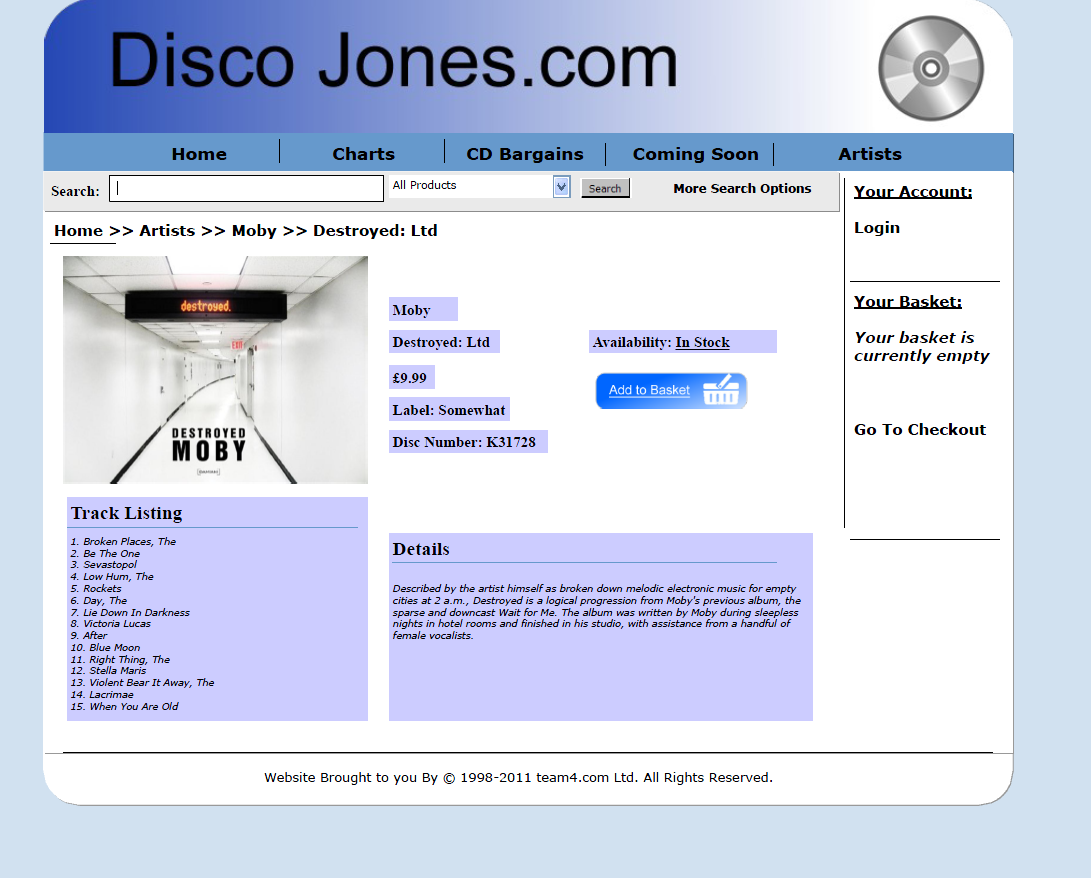 Disco Jones.com
Home Charts CD Bargains Coming Soon Artists
Search: All Products Search More Search Options
Home >> Artists >> Moby >> Destroyed: Ltd
destroyed.
EXIT
DESTROYED
MOBY
Moby
Destroyed: Ltd
£9.99
Label: Somewhat
Disc Number: K31728
Availability: In Stock
Add to Basket
Your Account:
Login
Your Basket:
Your basket is
currently empty
Go To Checkout
Track Listing
1. Broken Places, The
2. Be The One
3. Sevastopol
4. Low Hum, The
5. Rockets
6. Day, The
7. Lie Down In Darkness
8. Victoria Lucas
9. After
10. Blue Moon
11. Right Thing, The
12. Stella Maris
13. Violent Bear It Away, The
14. Lacrimae
15. When You Are Old
Details
Described by the artist himself as broken down melodic electronic music for empty
cities at 2 a.m., Destroyed is a logical progression from Moby's previous album, the
sparse and downcast Wait for Me. The album was written by Moby during sleepless
nights in hotel rooms and finished in his studio, with assistance from a handful of
female vocalists.
Website Brought to you By © 1998-2011 team4.com Ltd. All Rights Reserved.